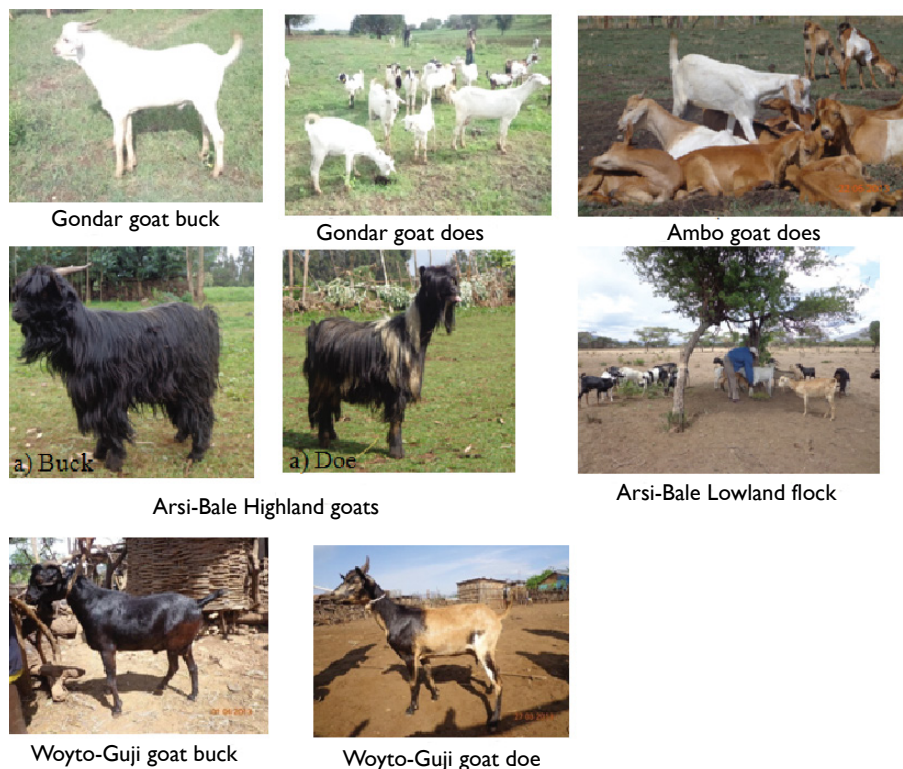 Gondar goat buck
Gondar goat does
Ambo goat does
a) Buck
a) Doe
Arsi-Bale Highland goats
Arsi-Bale Lowland flock
Woyto-Guji goat buck
Woyto-Guji goat doe